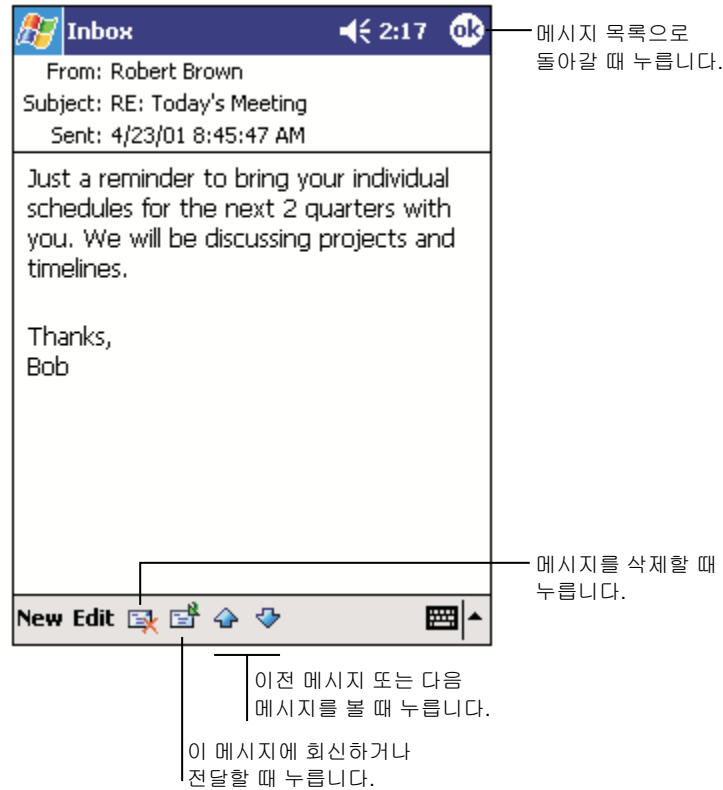 Inbox 2:17 ok
메시지 목록으로
돌아갈 때 누릅니다.
From: Robert Brown
Subject: RE: Today's Meeting
Sent: 4/23/01 8:45:47 AM
Just a reminder to bring your individual
schedules for the next 2 quarters with
you. We will be discussing projects and
timelines.
Thanks,
Bob
메시지를 삭제할 때
누릅니다.
New Edit
이전 메시지 또는 다음
메시지를 볼 때 누릅니다.
이 메시지에 회신하거나
전달할 때 누릅니다.